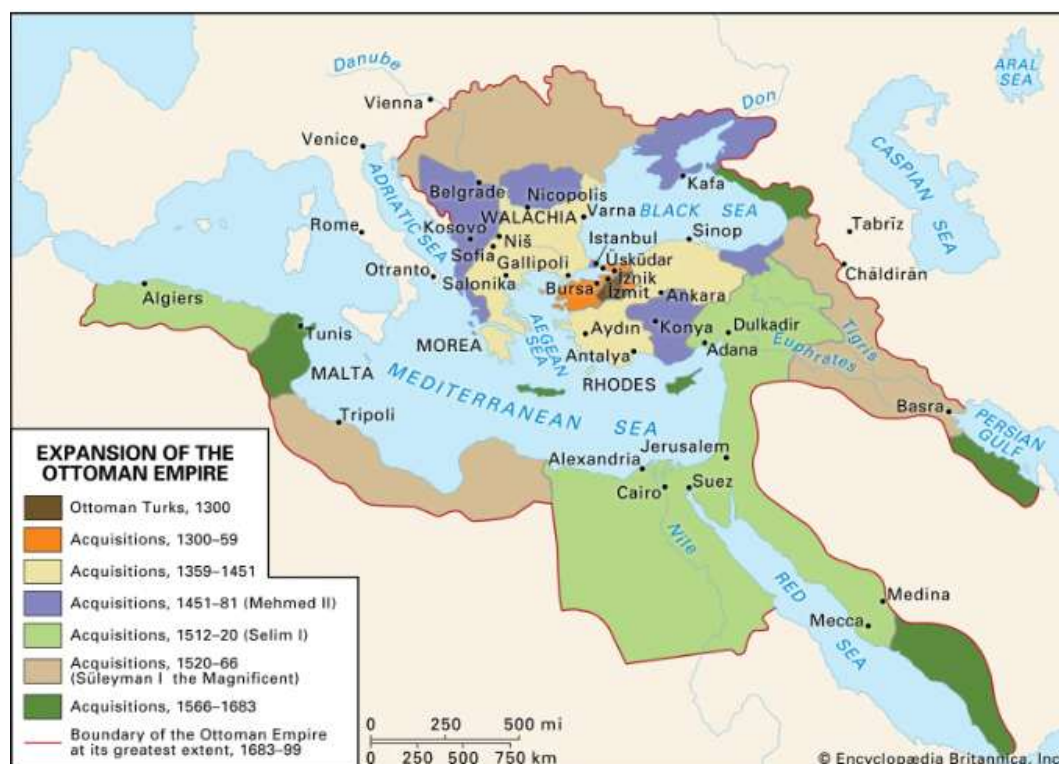 ARAL
SEA
Danube
Vienna
Don
Venice
CASPIAN SEA
ADRIATIC SEA
Belgrade
Nicopolis
Kafa
WALACHIA
Varna
BLACK SEA
Rome
Kosovo
Niš
Istanbul
Sinop
Tabrīz
Sofia
Üsküdar
Otranto
Gallipoli
İznik
Chāldirān
Salonika
Bursa
İzmit
Ankara
Algiers
Tunis
AEGEAN
SEA
Aydın
Konya
Dulkadir
Tigris
MOREA
Antalya
Adana
Euphrates
MALTA
MEDITERRANEAN SEA
RHODES
Basra
PERSIAN
GULF
Tripoli
Jerusalem
Alexandria
Cairo
Suez
Nile
RED
SEA
Medina
Mecca
EXPANSION OF THE
OTTOMAN EMPIRE
Ottoman Turks, 1300
Acquisitions, 1300–59
Acquisitions, 1359–1451
Acquisitions, 1451–81 (Mehmed II)
Acquisitions, 1512–20 (Selim I)
Acquisitions, 1520–66
(Süleyman I the Magnificent)
Acquisitions, 1566–1683
Boundary of the Ottoman Empire
at its greatest extent, 1683–99
0 250 500 mi
0 250 500 750 km
© Encyclopædia Britannica, Inc